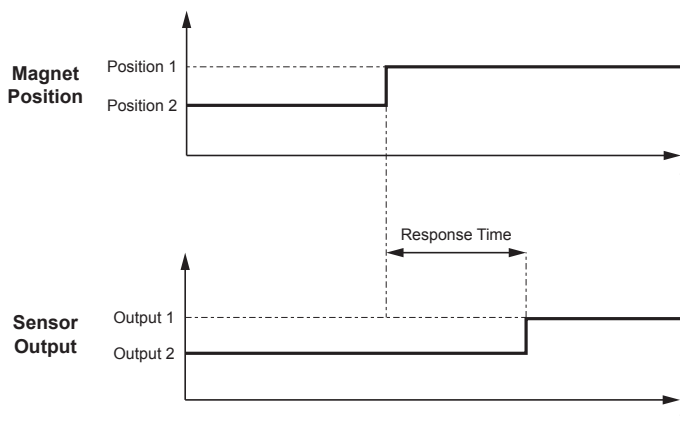 Magnet
Position
Position 1
Position 2
Response Time
Sensor
Output
Output 1
Output 2